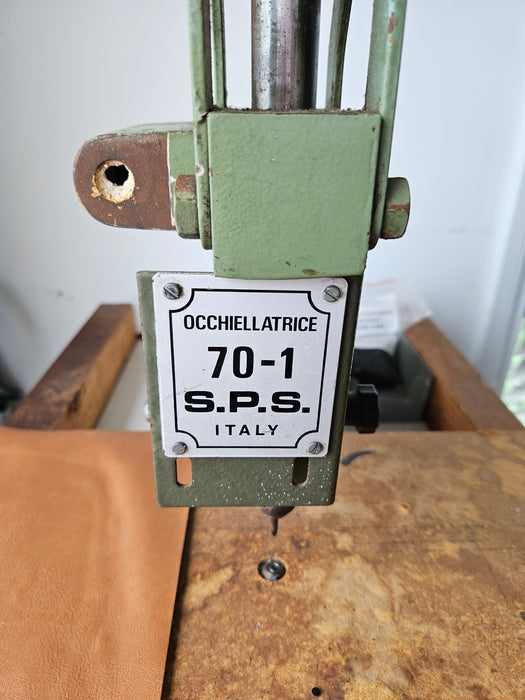 OCCHIELLATRICE
70-1
S.P.S.
ITALY